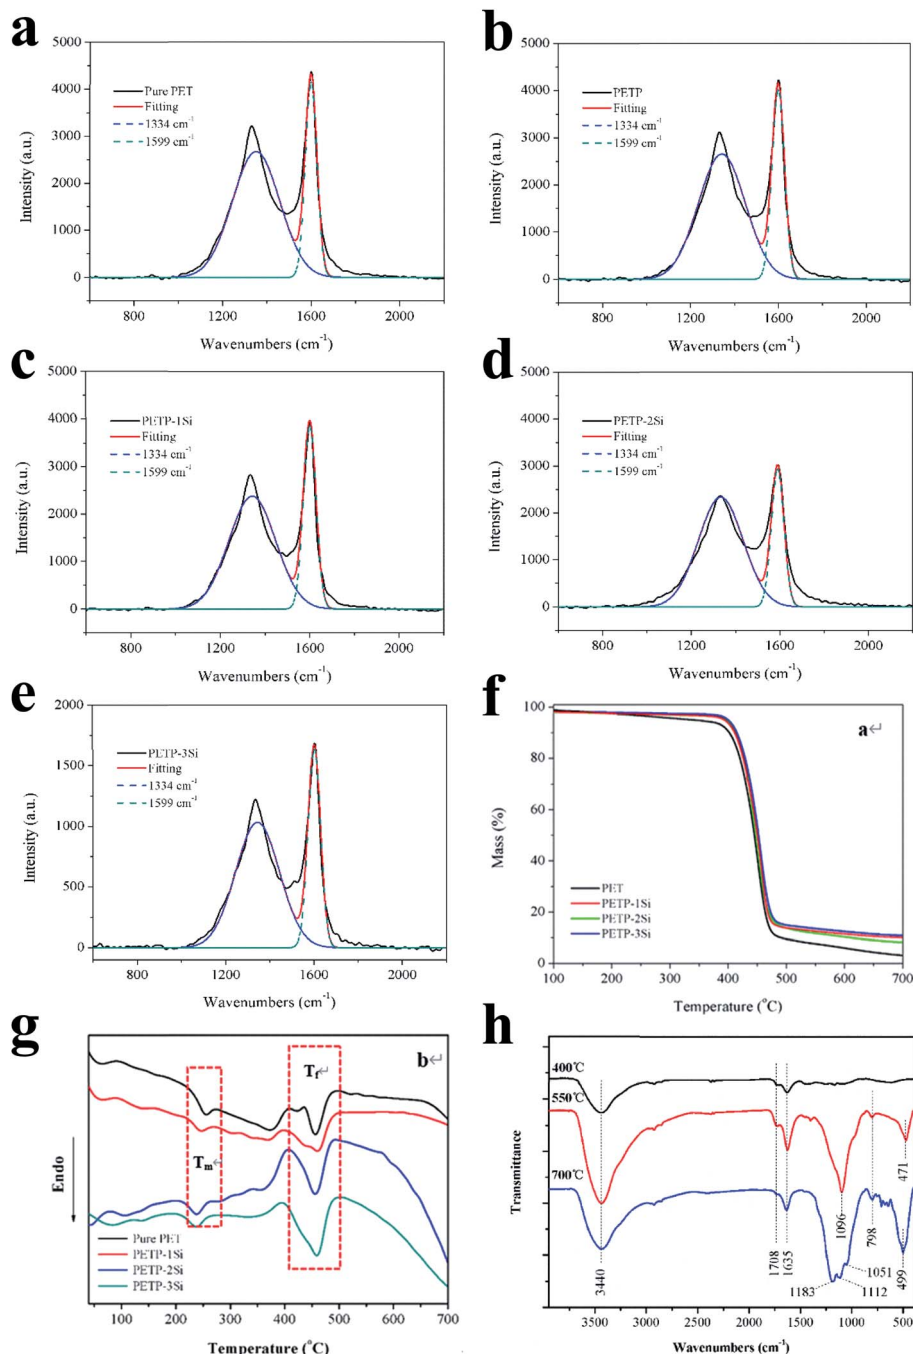 a
5000
4000
3000
2000
1000
0
800 1200 1600 2000
Intensity (a.u.)
Wavenumbers (cm⁻¹)
Pure PET
Fitting
1334 cm⁻¹
1599 cm⁻¹
b
5000
4000
3000
2000
1000
0
800 1200 1600 2000
Intensity (a.u.)
Wavenumbers (cm⁻¹)
PETP
Fitting
1334 cm⁻¹
1599 cm⁻¹
c
5000
4000
3000
2000
1000
0
800 1200 1600 2000
Intensity (a.u.)
Wavenumbers (cm⁻¹)
PETP-1Si
Fitting
1334 cm⁻¹
1599 cm⁻¹
d
5000
4000
3000
2000
1000
0
800 1200 1600 2000
Intensity (a.u.)
Wavenumbers (cm⁻¹)
PETP-2Si
Fitting
1334 cm⁻¹
1599 cm⁻¹
e
2000
1500
1000
500
0
800 1200 1600 2000
Intensity (a.u.)
Wavenumbers (cm⁻¹)
PETP-3Si
Fitting
1334 cm⁻¹
1599 cm⁻¹
f
100
80
60
40
20
0
100 200 300 400 500 600 700
Mass (%)
Temperature (°C)
a↵
PET
PETP-1Si
PETP-2Si
PETP-3Si
g
b↵
Tf↵
Tm↵
Endo
Pure PET
PETP-1Si
PETP-2Si
PETP-3Si
100 200 300 400 500 600 700
Temperature (°C)
h
400℃
550℃
700℃
Transmittance
3440
1708
1635
1183
1096
1112
1051
798
471
499
3500 3000 2500 2000 1500 1000 500
Wavenumbers (cm⁻¹)